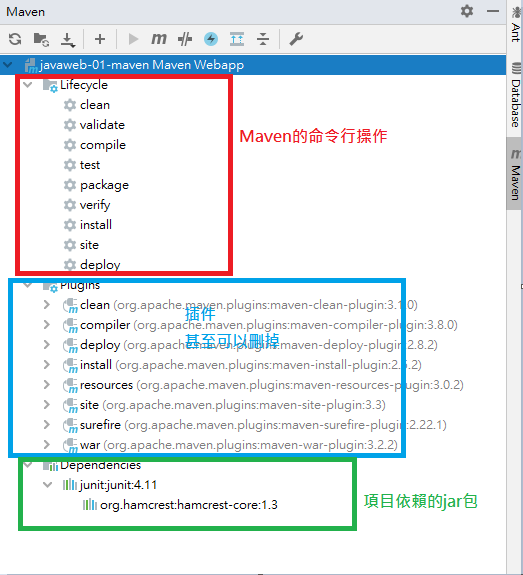 Maven
javaweb-01-maven Maven Webapp
Lifecycle
clean
validate
compile
test
package
verify
install
site
deploy
Maven的命令行操作
Plugins
clean (org.apache.maven.plugins:maven-clean-plugin:3.1.0)
compiler (org.apache.maven.plugins:maven-compiler-plugin:3.8.0)
deploy (org.apache.maven.plugins:maven-deploy-plugin:2.8.2)
install (org.apache.maven.plugins:maven-install-plugin:2.5.2)
resources (org.apache.maven.plugins:maven-resources-plugin:3.0.2)
site (org.apache.maven.plugins:maven-site-plugin:3.3)
surefire (org.apache.maven.plugins:maven-surefire-plugin:2.22.1)
war (org.apache.maven.plugins:maven-war-plugin:3.2.2)
插件
甚至可以刪掉
Dependencies
junit:junit:4.11
org.hamcrest:hamcrest-core:1.3
項目依賴的jar包
Ant
Database
Maven